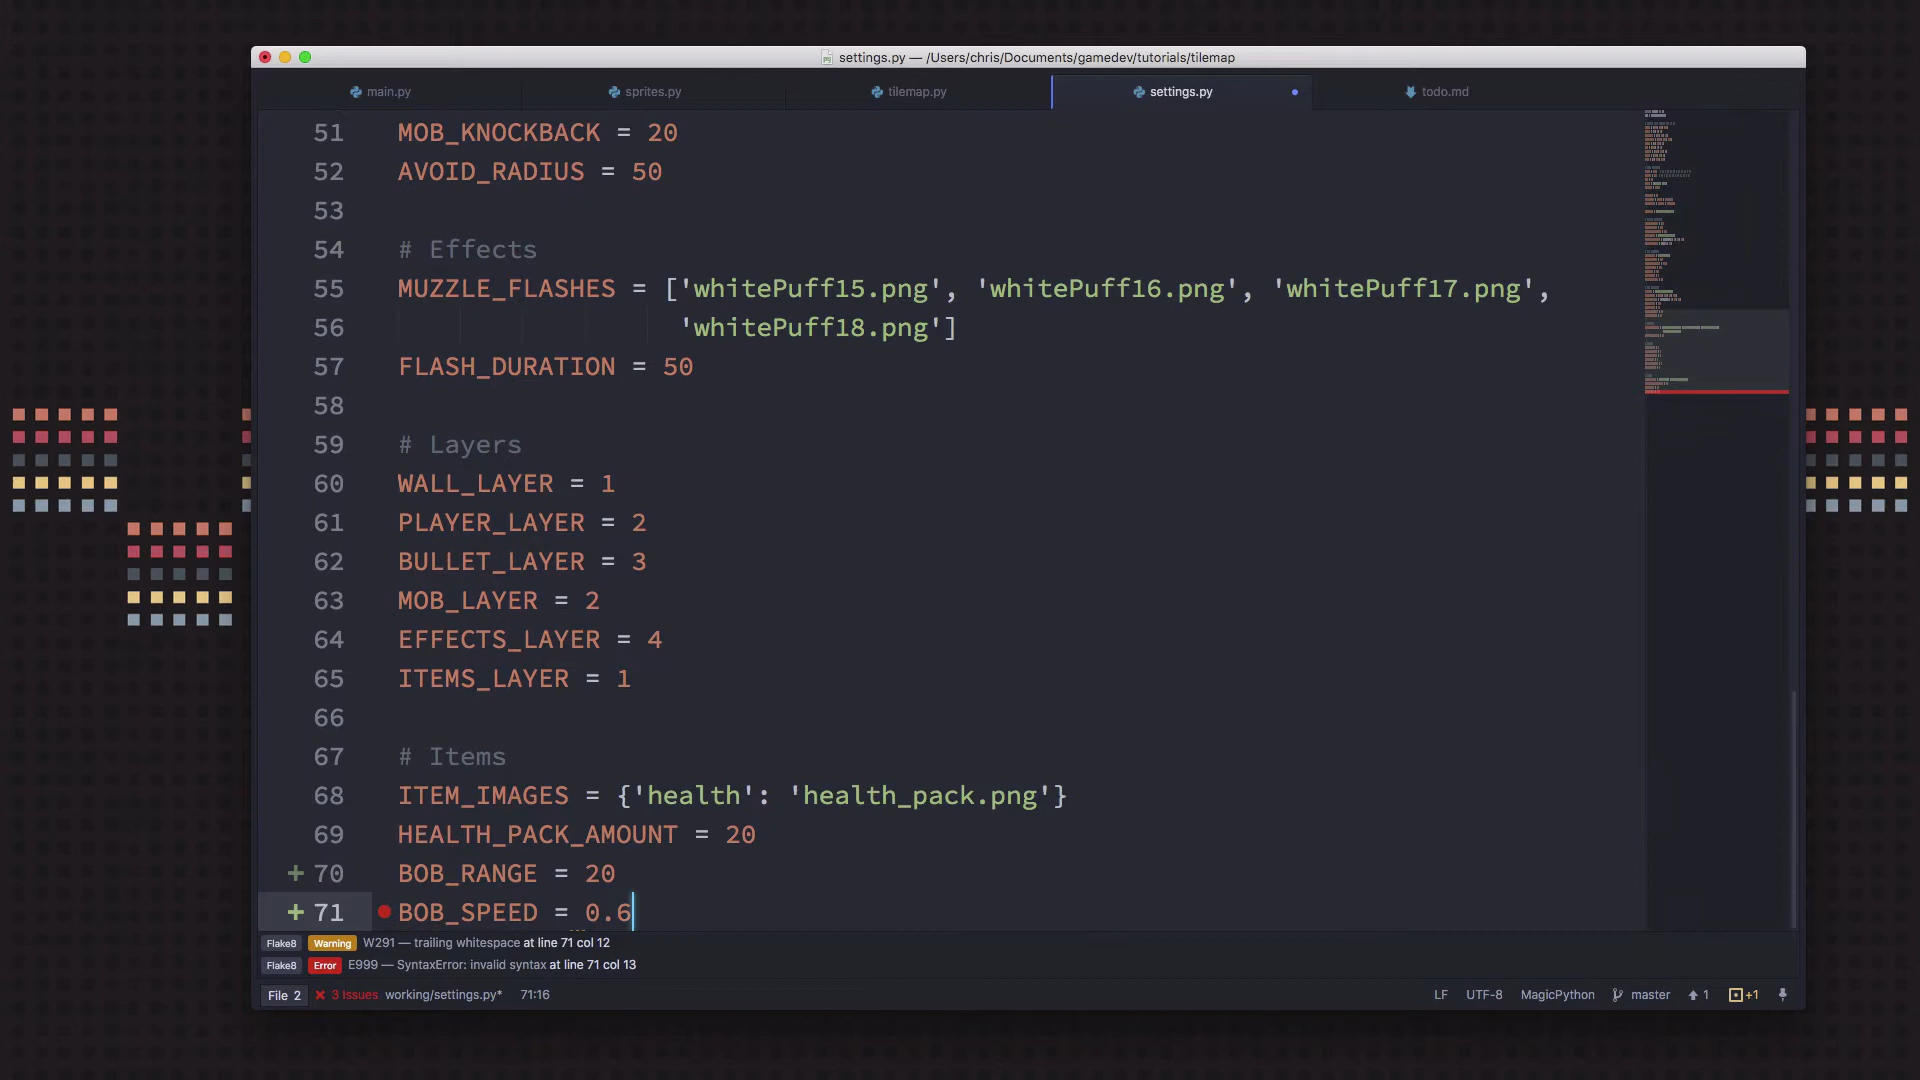 settings.py — /Users/chris/Documents/gamedev/tutorials/tilemap
main.py sprites.py tilemap.py settings.py todo.md
51 MOB_KNOCKBACK = 20
52 AVOID_RADIUS = 50
53
54 # Effects
55 MUZZLE_FLASHES = ['whitePuff15.png', 'whitePuff16.png', 'whitePuff17.png',
56 'whitePuff18.png']
57 FLASH_DURATION = 50
58
59 # Layers
60 WALL_LAYER = 1
61 PLAYER_LAYER = 2
62 BULLET_LAYER = 3
63 MOB_LAYER = 2
64 EFFECTS_LAYER = 4
65 ITEMS_LAYER = 1
66
67 # Items
68 ITEM_IMAGES = {'health': 'health_pack.png'}
69 HEALTH_PACK_AMOUNT = 20
+ 70 BOB_RANGE = 20
+ 71 BOB_SPEED = 0.6
Flake8 Warning W291 — trailing whitespace at line 71 col 12
Flake8 Error E999 — SyntaxError: invalid syntax at line 71 col 13
File 2 3 Issues working/settings.py* 71:16 LF UTF-8 MagicPython master 1 +1